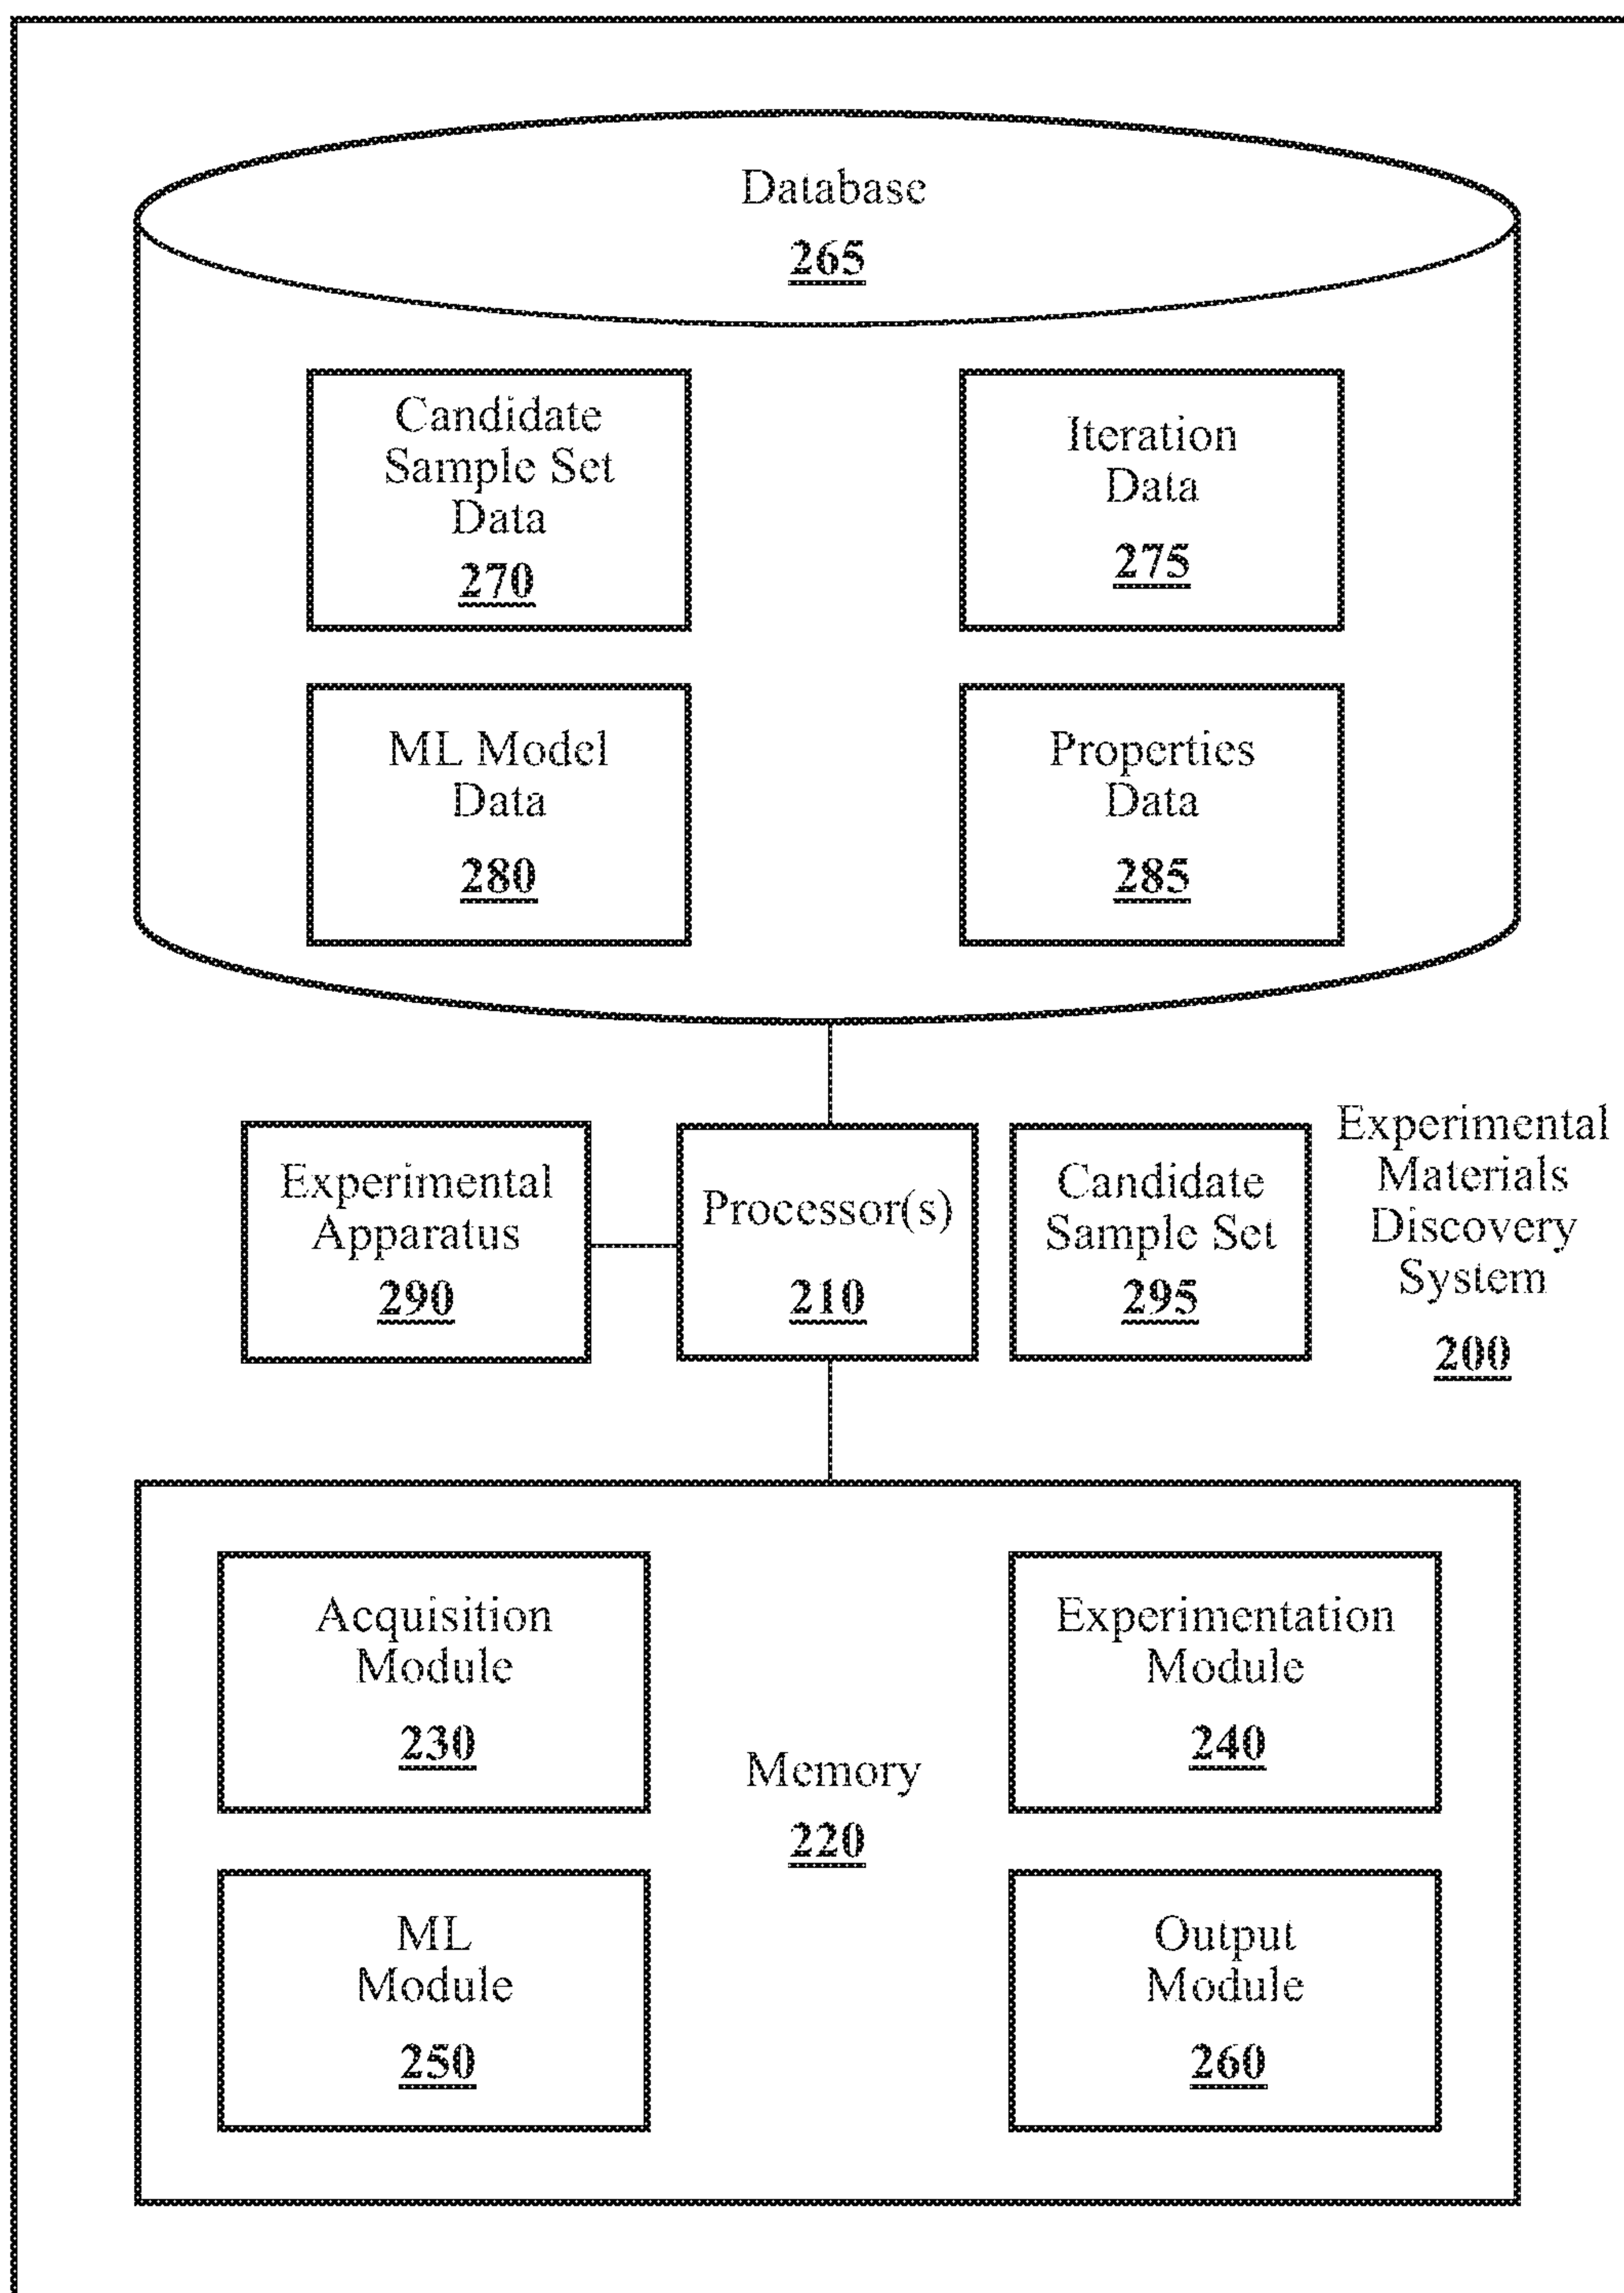 Database
265
Candidate
Sample Set
Data
270
Iteration
Data
275
ML Model
Data
280
Properties
Data
285
Experimental
Apparatus
290
Processor(s)
210
Candidate
Sample Set
295
Experimental
Materials
Discovery
System
200
Acquisition
Module
230
Experimentation
Module
240
Memory
220
ML
Module
250
Output
Module
260